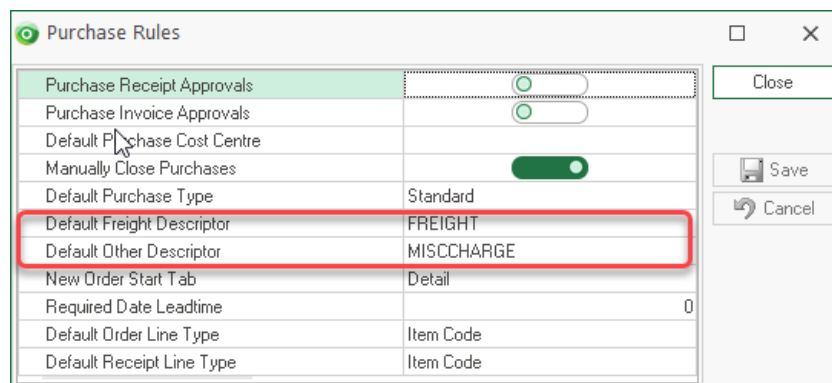 Purchase Rules
Close
Purchase Receipt Approvals
Purchase Invoice Approvals
Default Purchase Cost Centre
Manually Close Purchases
Save
Default Purchase Type Standard
Cancel
Default Freight Descriptor FREIGHT
Default Other Descriptor MISCCHARGE
New Order Start Tab Detail
Required Date Leadtime 0
Default Order Line Type Item Code
Default Receipt Line Type Item Code